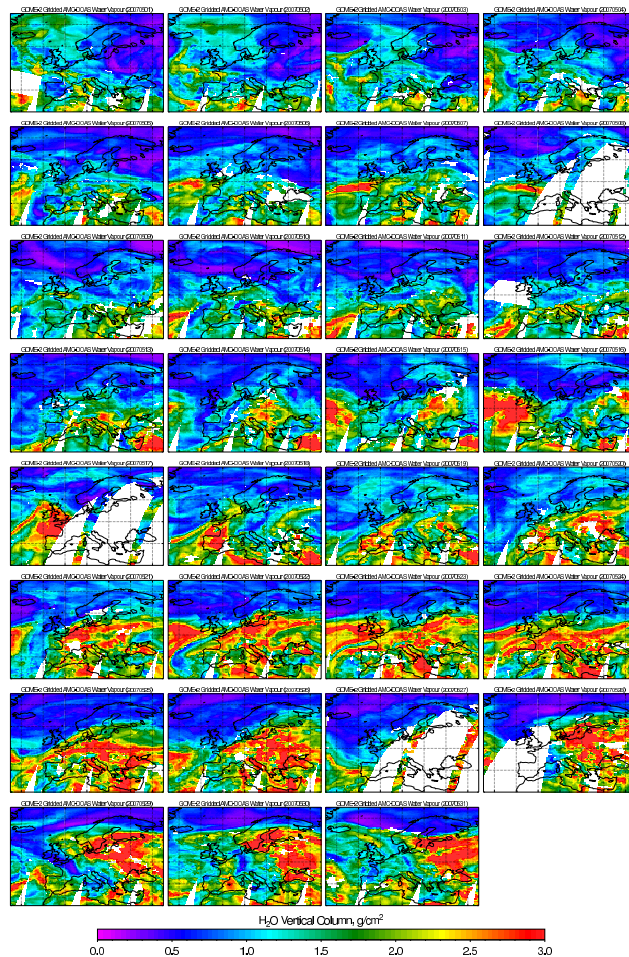 GOME-2 Gridded AMC-DOAS Water Vapour (20070501)
GOME-2 Gridded AMC-DOAS Water Vapour (20070502)
GOME-2 Gridded AMC-DOAS Water Vapour (20070503)
GOME-2 Gridded AMC-DOAS Water Vapour (20070504)
GOME-2 Gridded AMC-DOAS Water Vapour (20070505)
GOME-2 Gridded AMC-DOAS Water Vapour (20070506)
GOME-2 Gridded AMC-DOAS Water Vapour (20070507)
GOME-2 Gridded AMC-DOAS Water Vapour (20070508)
GOME-2 Gridded AMC-DOAS Water Vapour (20070509)
GOME-2 Gridded AMC-DOAS Water Vapour (20070510)
GOME-2 Gridded AMC-DOAS Water Vapour (20070511)
GOME-2 Gridded AMC-DOAS Water Vapour (20070512)
GOME-2 Gridded AMC-DOAS Water Vapour (20070513)
GOME-2 Gridded AMC-DOAS Water Vapour (20070514)
GOME-2 Gridded AMC-DOAS Water Vapour (20070515)
GOME-2 Gridded AMC-DOAS Water Vapour (20070516)
GOME-2 Gridded AMC-DOAS Water Vapour (20070517)
GOME-2 Gridded AMC-DOAS Water Vapour (20070518)
GOME-2 Gridded AMC-DOAS Water Vapour (20070519)
GOME-2 Gridded AMC-DOAS Water Vapour (20070520)
GOME-2 Gridded AMC-DOAS Water Vapour (20070521)
GOME-2 Gridded AMC-DOAS Water Vapour (20070522)
GOME-2 Gridded AMC-DOAS Water Vapour (20070523)
GOME-2 Gridded AMC-DOAS Water Vapour (20070524)
GOME-2 Gridded AMC-DOAS Water Vapour (20070525)
GOME-2 Gridded AMC-DOAS Water Vapour (20070526)
GOME-2 Gridded AMC-DOAS Water Vapour (20070527)
GOME-2 Gridded AMC-DOAS Water Vapour (20070528)
GOME-2 Gridded AMC-DOAS Water Vapour (20070529)
GOME-2 Gridded AMC-DOAS Water Vapour (20070530)
GOME-2 Gridded AMC-DOAS Water Vapour (20070531)
H₂O Vertical Column, g/cm²
0.0 0.5 1.0 1.5 2.0 2.5 3.0